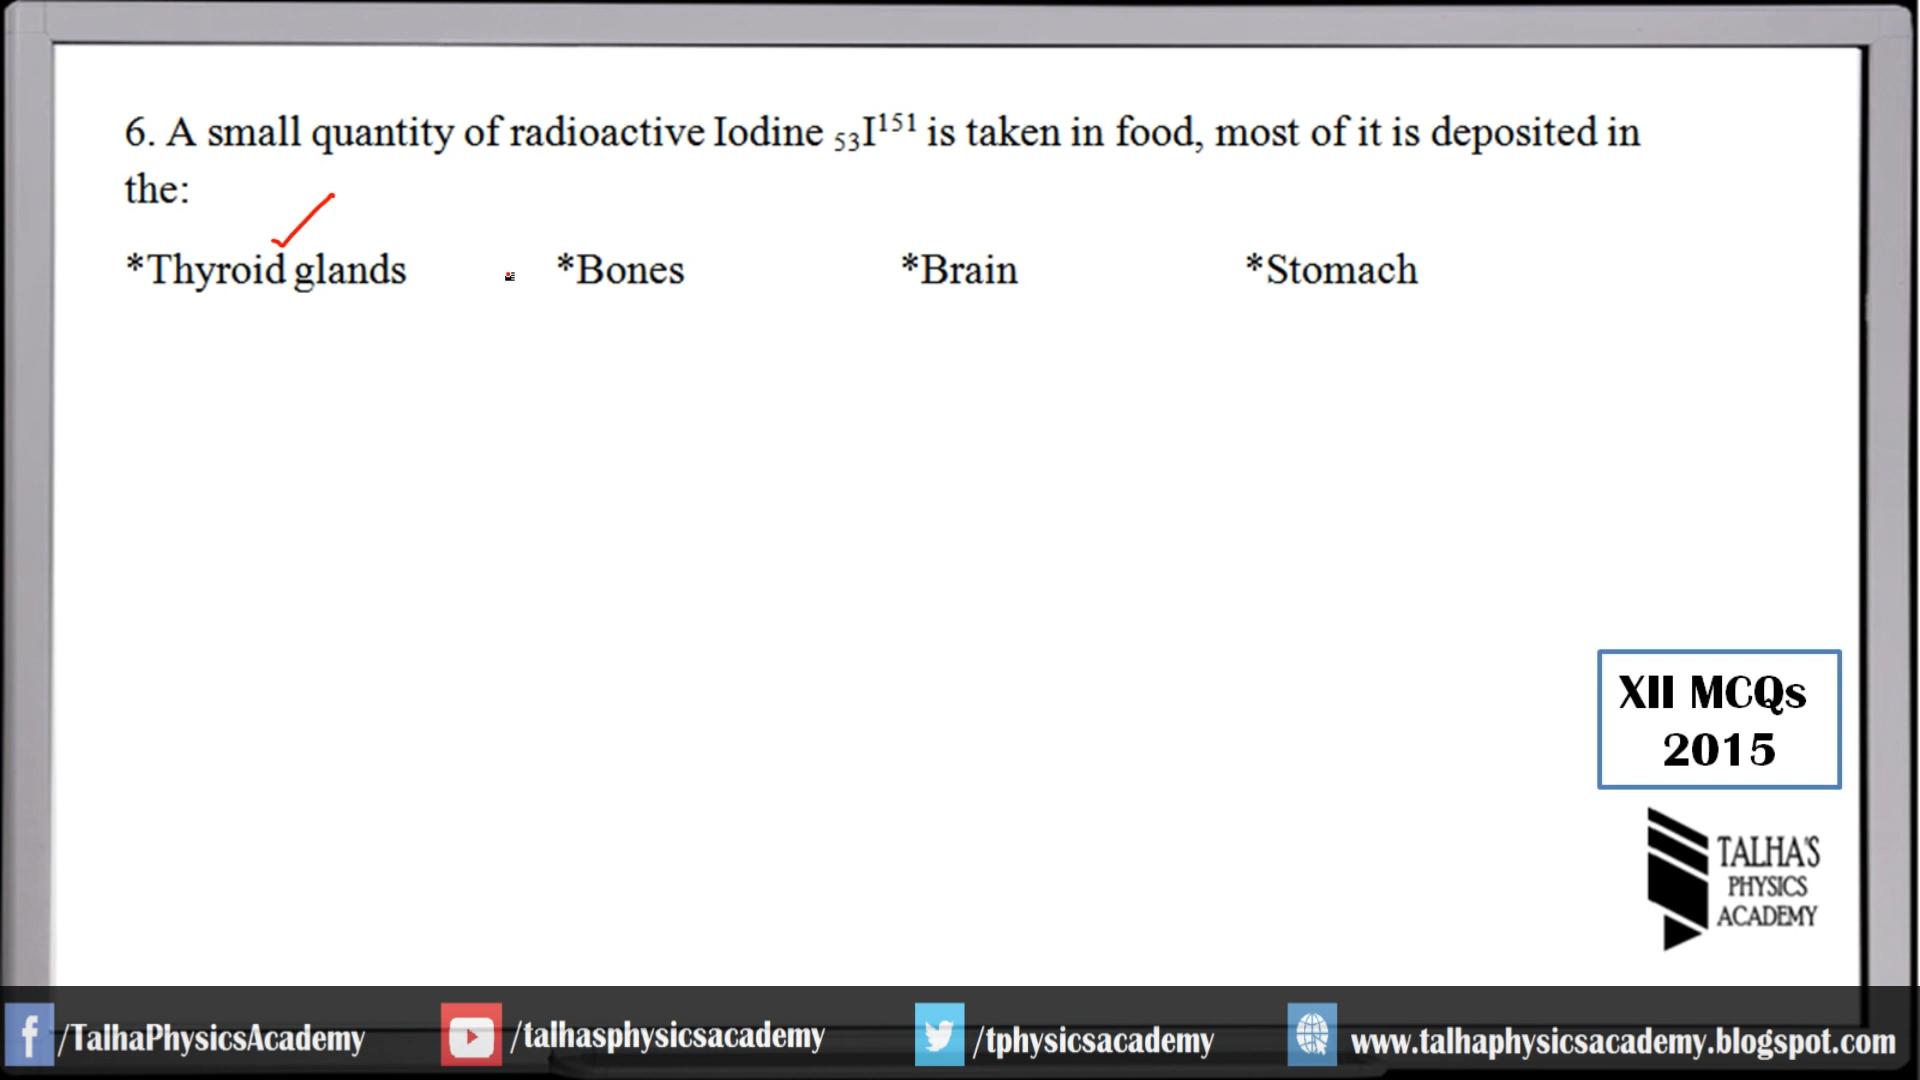 6. A small quantity of radioactive Iodine ₅₃I¹⁵¹ is taken in food, most of it is deposited in
the:
*Thyroid glands *Bones *Brain *Stomach
XII MCQs
2015
TALHA'S
PHYSICS
ACADEMY
/TalhaPhysicsAcademy /talhasphysicsacademy /tphysicsacademy www.talhaphysicsacademy.blogspot.com